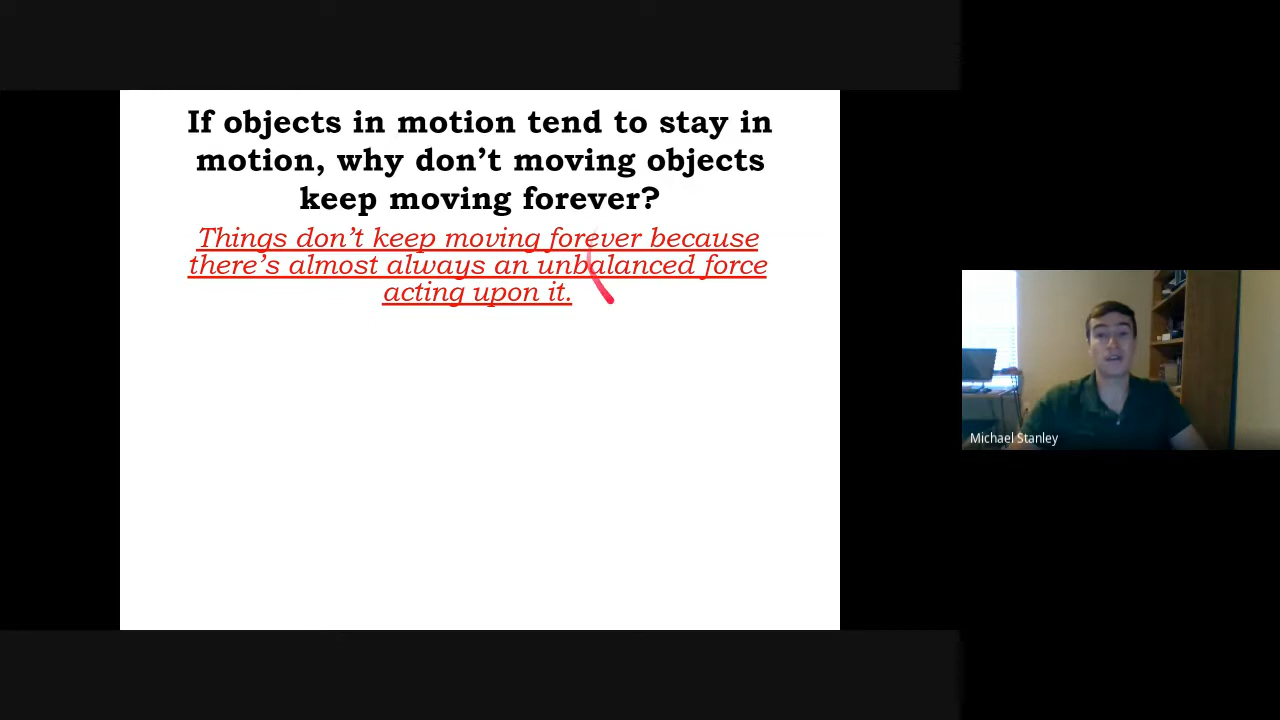 If objects in motion tend to stay in
motion, why don't moving objects
keep moving forever?
Things don't keep moving forever because
there's almost always an unbalanced force
acting upon it.
Michael Stanley